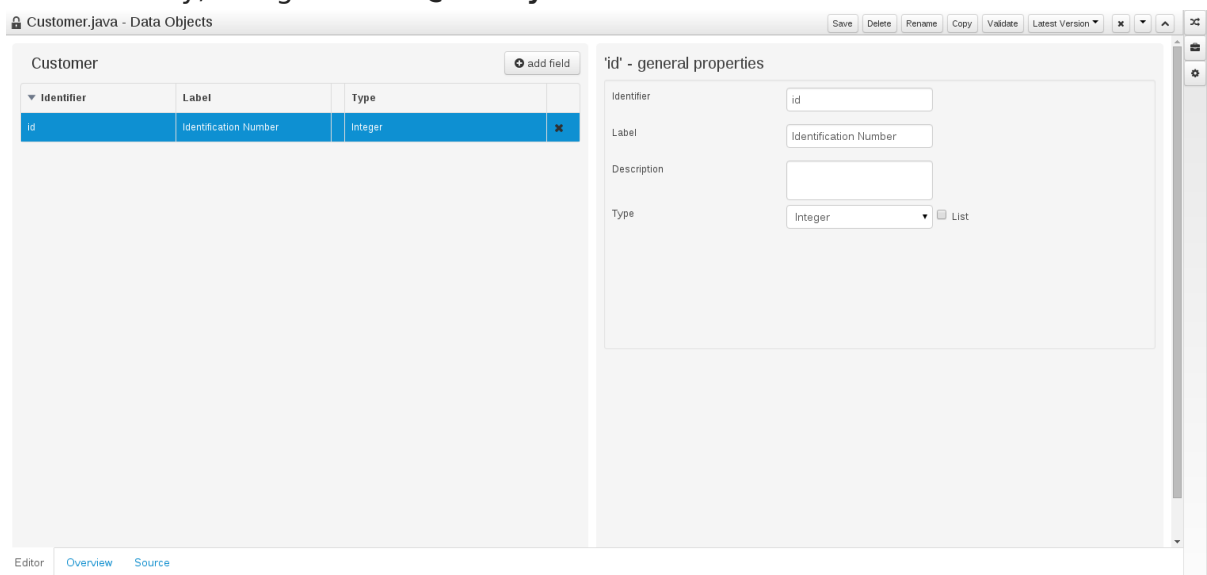 Customer.java - Data Objects
Save Delete Rename Copy Validate Latest Version
Customer
add field
Identifier Label Type
id Identification Number Integer
'id' - general properties
Identifier id
Label Identification Number
Description
Type Integer List
Editor Overview Source